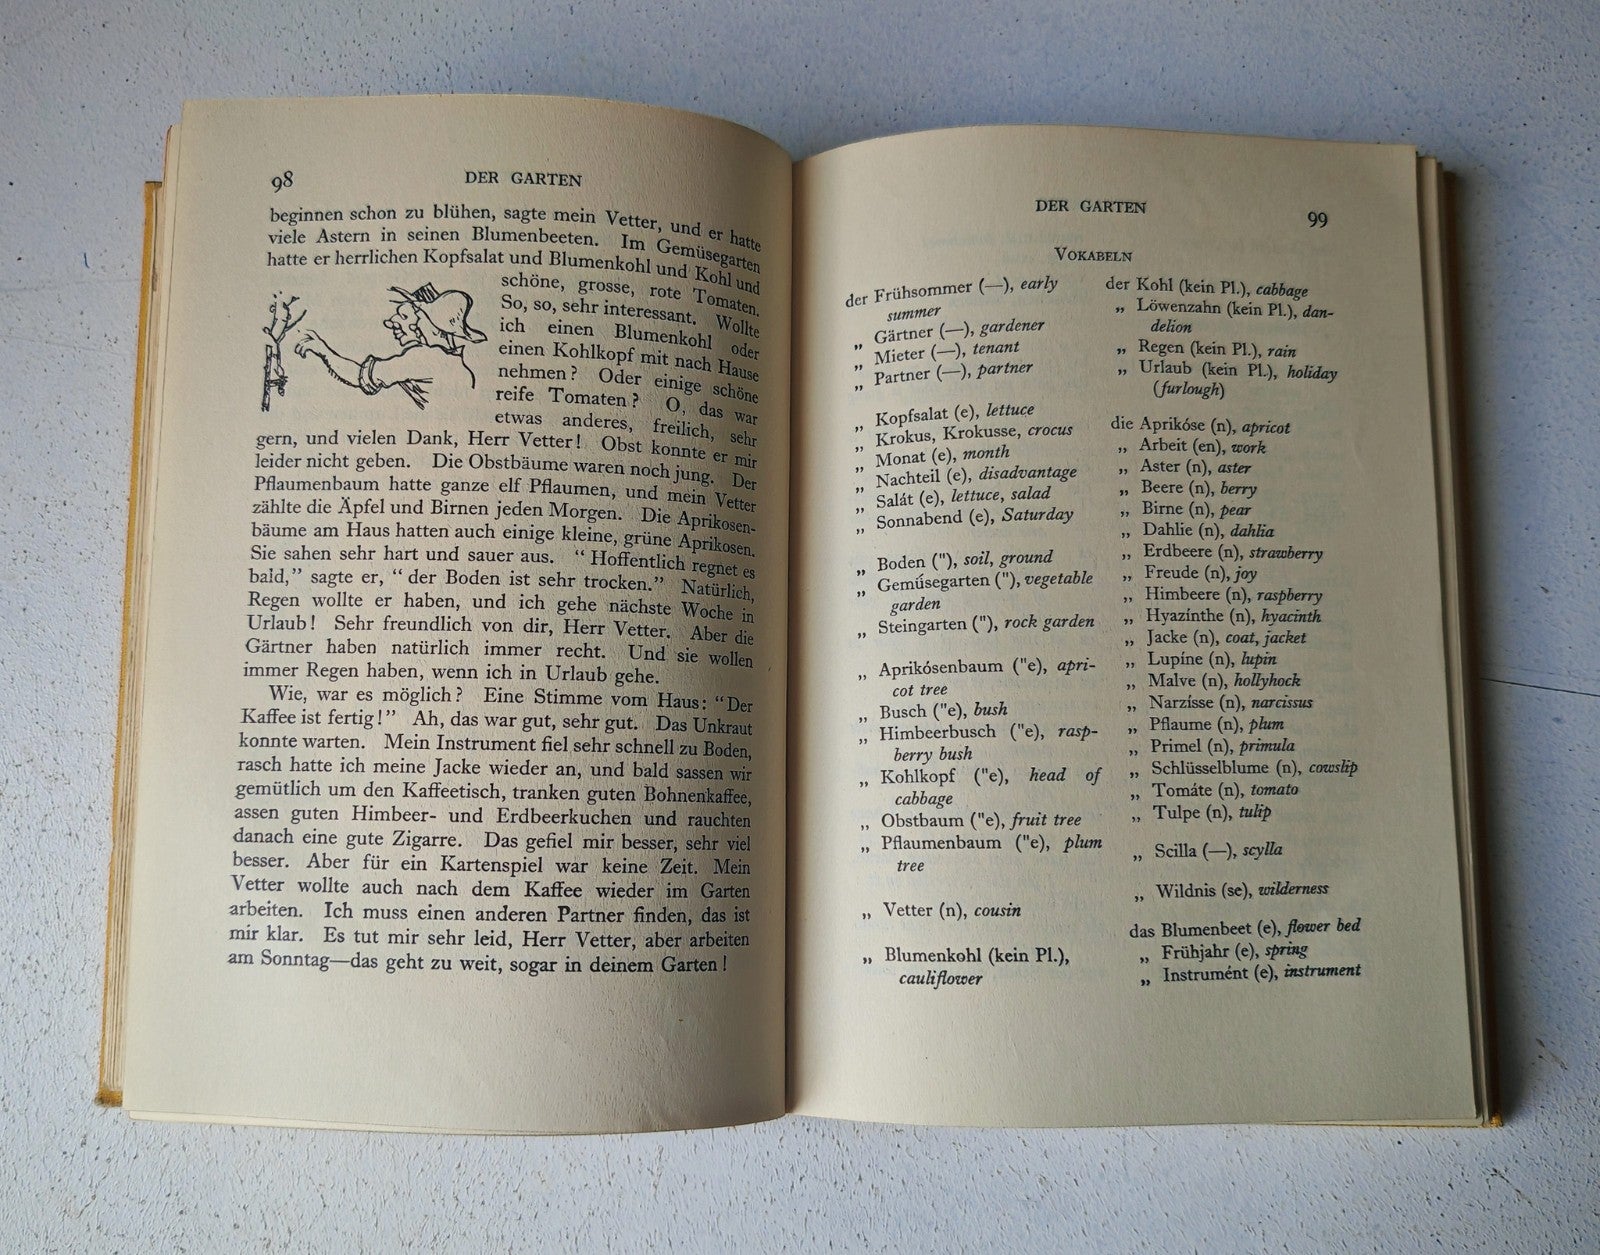 98
DER GARTEN
beginnen schon zu blühen, sagte mein Vetter, und er hatte
viele Astern in seinen Blumenbeeten. Im Gemüsegarten
hatte er herrlichen Kopfsalat und Blumenkohl und Kohl und
schöne, grosse, rote Tomaten.
So, so, sehr interessant. Wollte
ich einen Blumenkohl oder
einen Kohlkopf mit nach Hause
nehmen? Oder einige schöne
reife Tomaten? O, das war
etwas anderes, freilich, sehr
gern, und vielen Dank, Herr Vetter! Obst konnte er mir
leider nicht geben. Die Obstbäume waren noch jung. Der
Pflaumenbaum hatte ganze elf Pflaumen, und mein Vetter
zählte die Äpfel und Birnen jeden Morgen. Die Aprikosen-
bäume am Haus hatten auch einige kleine, grüne Aprikosen.
Sie sahen sehr hart und sauer aus. “Hoffentlich regnet es
bald,” sagte er, “der Boden ist sehr trocken.” Natürlich,
Regen wollte er haben, und ich gehe nächste Woche in
Urlaub! Sehr freundlich von dir, Herr Vetter. Aber die
Gärtner haben natürlich immer recht. Und sie wollen
immer Regen haben, wenn ich in Urlaub gehe.
Wie, war es möglich? Eine Stimme vom Haus: “Der
Kaffee ist fertig!” Ah, das war gut, sehr gut. Das Unkraut
konnte warten. Mein Instrument fiel sehr schnell zu Boden,
rasch hatte ich meine Jacke wieder an, und bald sassen wir
gemütlich um den Kaffeetisch, tranken guten Bohnenkaffee,
assen guten Himbeer- und Erdbeerkuchen und rauchten
danach eine gute Zigarre. Das gefiel mir besser, sehr viel
besser. Aber für ein Kartenspiel war keine Zeit. Mein
Vetter wollte auch nach dem Kaffee wieder im Garten
arbeiten. Ich muss einen anderen Partner finden, das ist
mir klar. Es tut mir sehr leid, Herr Vetter, aber arbeiten
am Sonntag—das geht zu weit, sogar in deinem Garten!
DER GARTEN
99
VOKABELN
der Frühsommer (—), early
summer
„ Gärtner (—), gardener
„ Mieter (—), tenant
„ Partner (—), partner
„ Kopfsalat (e), lettuce
„ Krokus, Krokusse, crocus
„ Monat (e), month
„ Nachteil (e), disadvantage
„ Salát (e), lettuce, salad
„ Sonnabend (e), Saturday
„ Boden ("), soil, ground
„ Gemüsegarten ("), vegetable
garden
„ Steingarten ("), rock garden
„ Aprikósenbaum ("e), apri-
cot tree
„ Busch ("e), bush
„ Himbeerbusch ("e), rasp-
berry bush
„ Kohlkopf ("e), head of
cabbage
„ Obstbaum ("e), fruit tree
„ Pflaumenbaum ("e), plum
tree
„ Vetter (n), cousin
„ Blumenkohl (kein Pl.),
cauliflower
der Kohl (kein Pl.), cabbage
„ Löwenzahn (kein Pl.), dan-
delion
„ Regen (kein Pl.), rain
„ Urlaub (kein Pl.), holiday
(furlough)
die Aprikóse (n), apricot
„ Arbeit (en), work
„ Aster (n), aster
„ Beere (n), berry
„ Birne (n), pear
„ Dahlie (n), dahlia
„ Erdbeere (n), strawberry
„ Freude (n), joy
„ Himbeere (n), raspberry
„ Hyazínthe (n), hyacinth
„ Jacke (n), coat, jacket
„ Lupíne (n), lupin
„ Malve (n), hollyhock
„ Narzísse (n), narcissus
„ Pflaume (n), plum
„ Primel (n), primula
„ Schlüsselblume (n), cowslip
„ Tomáte (n), tomato
„ Tulpe (n), tulip
„ Scilla (—), scylla
„ Wildnis (se), wilderness
das Blumenbeet (e), flower bed
„ Frühjahr (e), spring
„ Instrumént (e), instrument